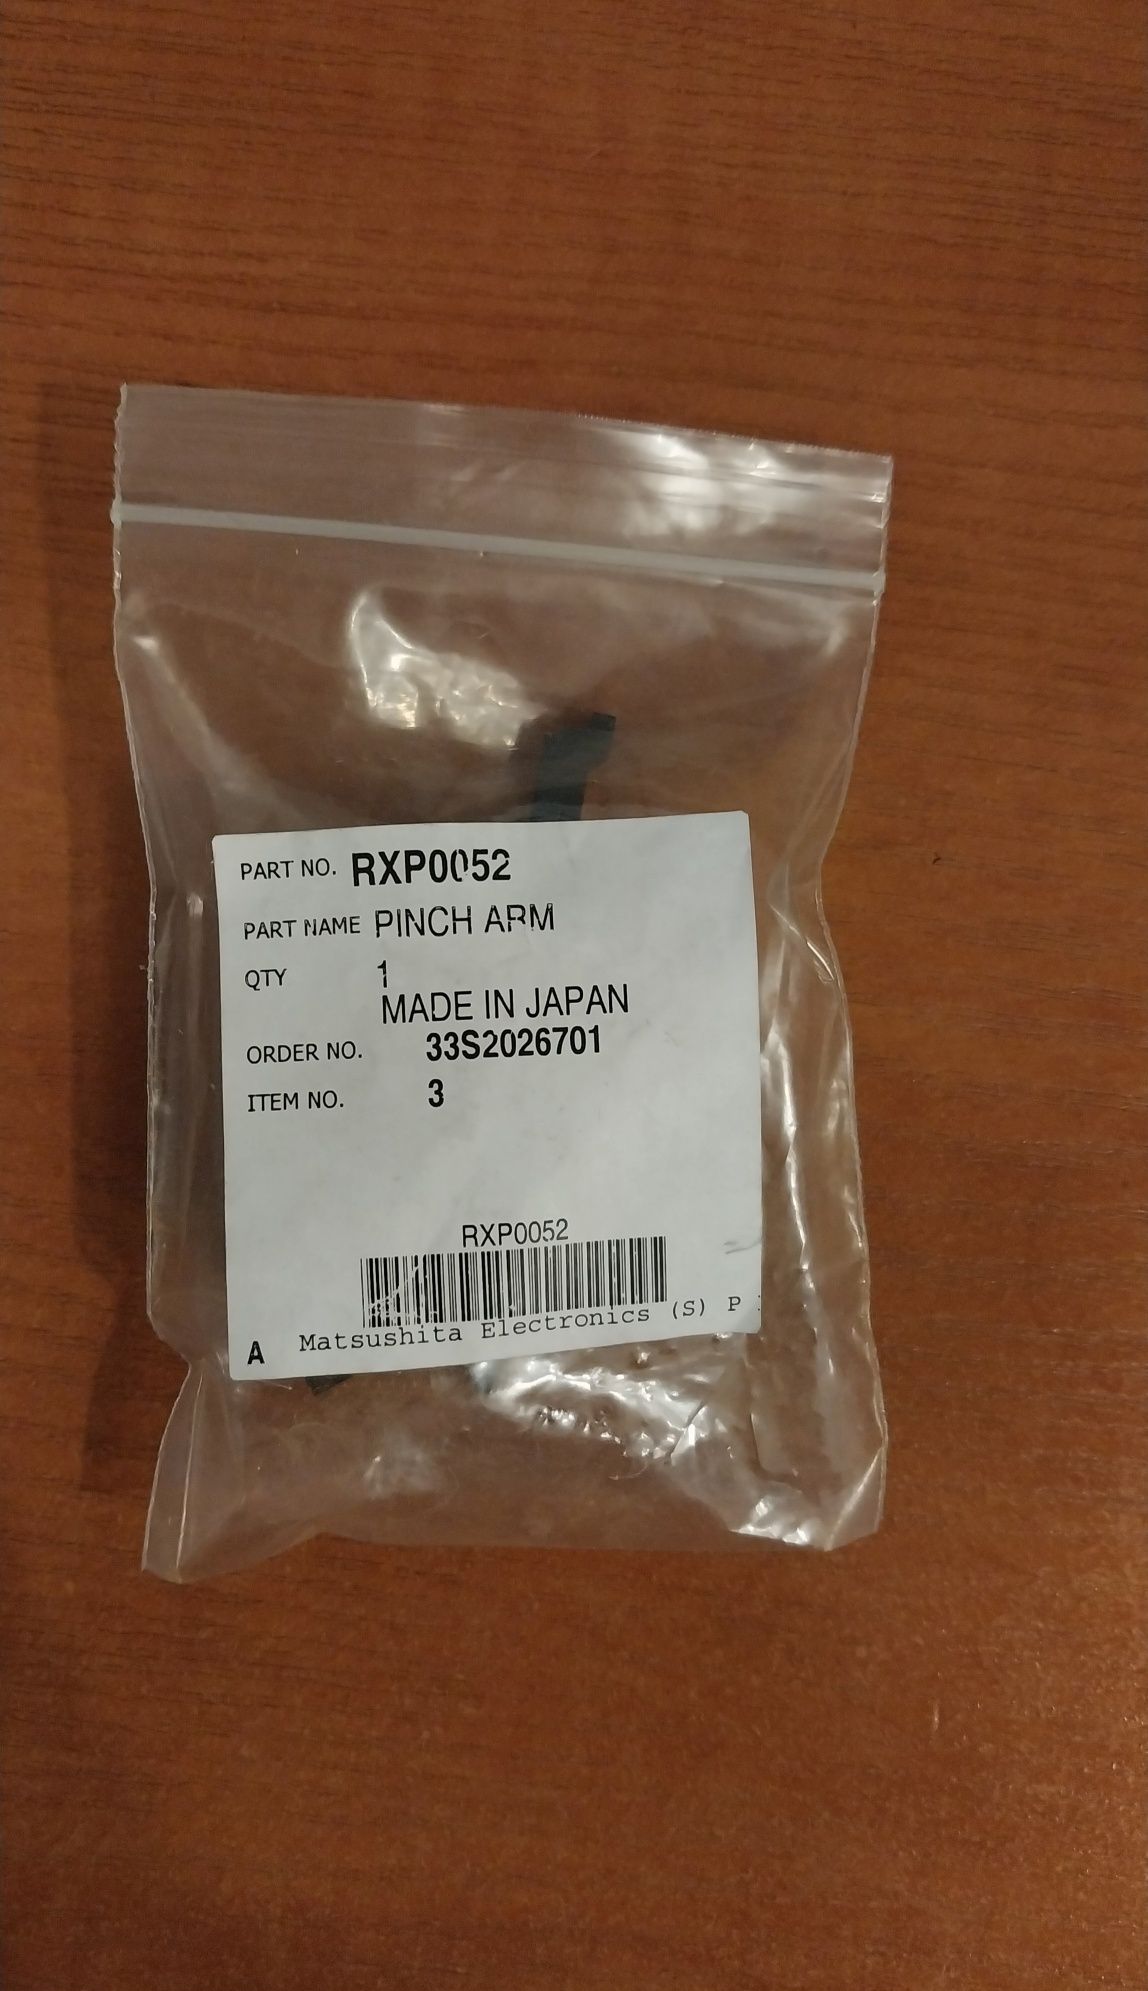 PART NO. RXP0052
PART NAME PINCH ARM
QTY 1
MADE IN JAPAN
ORDER NO. 33S2026701
ITEM NO. 3
RXP0052
A Matsushita Electronics (S) P